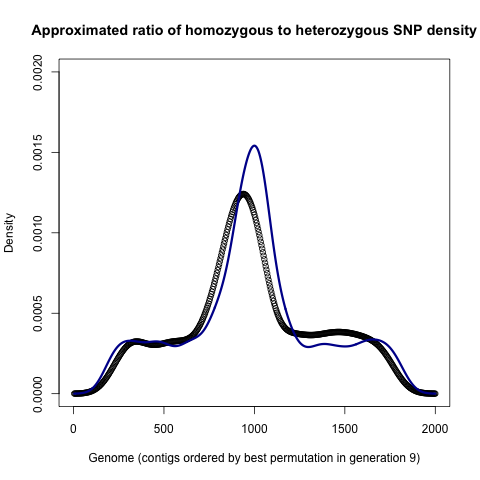 Approximated ratio of homozygous to heterozygous SNP density
0.0020
0.0015
0.0010
0.0005
0.0000
Density
0 500 1000 1500 2000
Genome (contigs ordered by best permutation in generation 9)